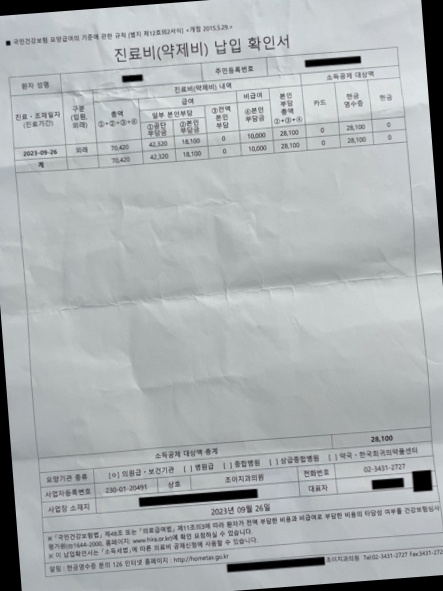 ■ 국민건강보험 요양급여의 기준에 관한 규칙 [별지 제12호의2서식] <개정 2015.5.29.>
진료비(약제비) 납입 확인서
환자 성명 주민등록번호
진료비(약제비) 내역 소득공제 대상액
진료·조제일자 (진료기간) 구분 (입원, 외래) 총액 ①+②+③+④ 급여 비급여 본인 부담 총액 ②+③+④ 카드 현금 영수증 현금
일부 본인부담 ③전액 본인 부담 ④본인 부담금
①공단 부담금 ②본인 부담금
2023-09-26 외래 70,420 42,320 18,100 0 10,000 28,100 0 28,100 0
계 70,420 42,320 18,100 0 10,000 28,100 0 28,100 0
소득공제 대상액 총계 28,100
요양기관 종류 [o] 의원급·보건기관 [ ] 병원급 [ ] 종합병원 [ ] 상급종합병원 [ ] 약국·한국희귀의약품센터
사업자등록번호 230-01-20491 상호 조이치과의원 전화번호 02-3431-2727
사업장 소재지 대표자
2023년 09월 26일
※「국민건강보험법」제48조 또는 「의료급여법」제11조의3에 따라 환자가 전액 부담한 비용과 비급여로 부담한 비용의 타당성 여부를 건강보험심사
평가원(☎1644-2000, 홈페이지: www.hira.or.kr)에 확인 요청하실 수 있습니다.
※ 이 납입확인서는 「소득세법」에 따른 의료비 공제신청에 사용할 수 있습니다.
알림 : 현금영수증 문의 126 인터넷 홈페이지 : http://hometax.go.kr
조이치과의원 Tel:02-3431-2727 Fax:3431-272